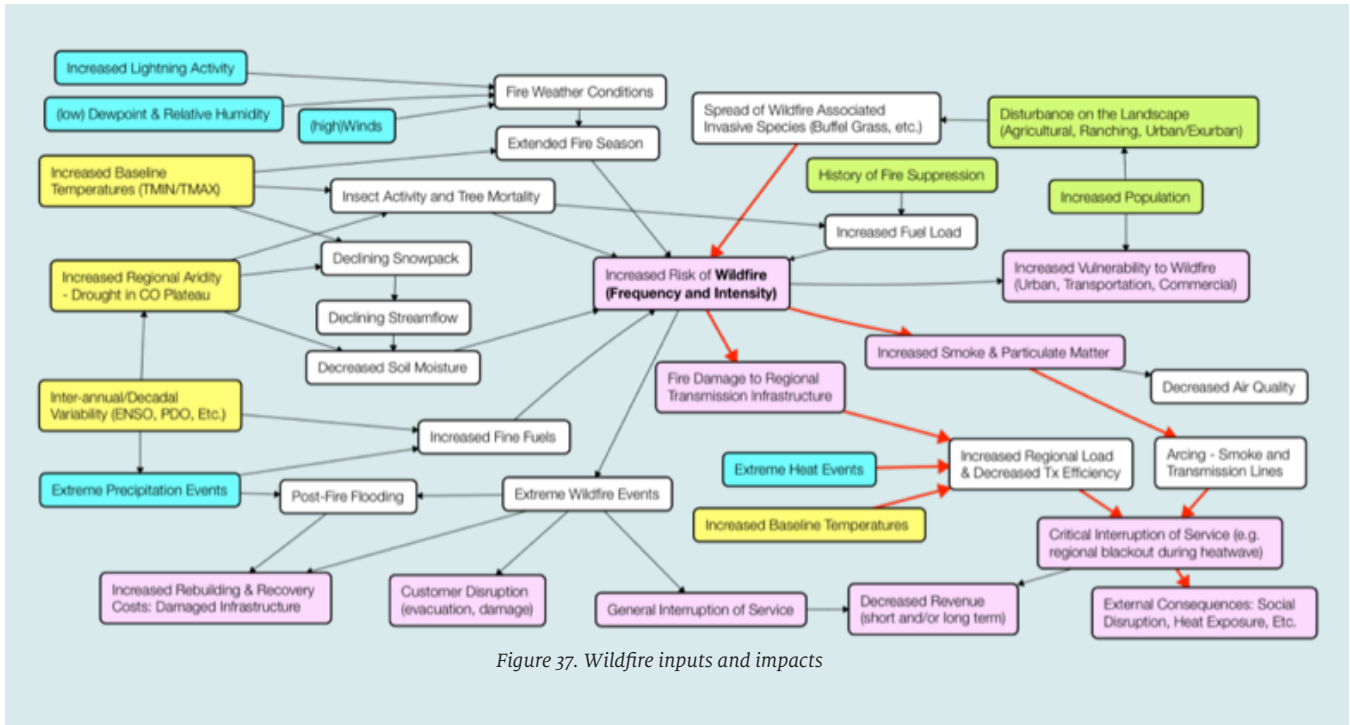 Increased Lightning Activity
(low) Dewpoint & Relative Humidity
(high)Winds
Fire Weather Conditions
Extended Fire Season
Spread of Wildfire Associated
Invasive Species (Buffel Grass, etc.)
Disturbance on the Landscape
(Agricultural, Ranching, Urban/Exurban)
Increased Baseline
Temperatures (TMIN/TMAX)
Insect Activity and Tree Mortality
History of Fire Suppression
Increased Population
Increased Fuel Load
Declining Snowpack
Increased Regional Aridity
- Drought in CO Plateau
Increased Risk of Wildfire
(Frequency and Intensity)
Increased Vulnerability to Wildfire
(Urban, Transportation, Commercial)
Declining Streamflow
Decreased Soil Moisture
Increased Smoke & Particulate Matter
Fire Damage to Regional
Transmission Infrastructure
Decreased Air Quality
Inter-annual/Decadal
Variability (ENSO, PDO, Etc.)
Increased Fine Fuels
Extreme Heat Events
Increased Regional Load
& Decreased Tx Efficiency
Arcing - Smoke and
Transmission Lines
Extreme Precipitation Events
Post-Fire Flooding
Extreme Wildfire Events
Increased Baseline Temperatures
Critical Interruption of Service (e.g.
regional blackout during heatwave)
Increased Rebuilding & Recovery
Costs: Damaged Infrastructure
Customer Disruption
(evacuation, damage)
General Interruption of Service
Decreased Revenue
(short and/or long term)
External Consequences: Social
Disruption, Heat Exposure, Etc.
Figure 37. Wildfire inputs and impacts